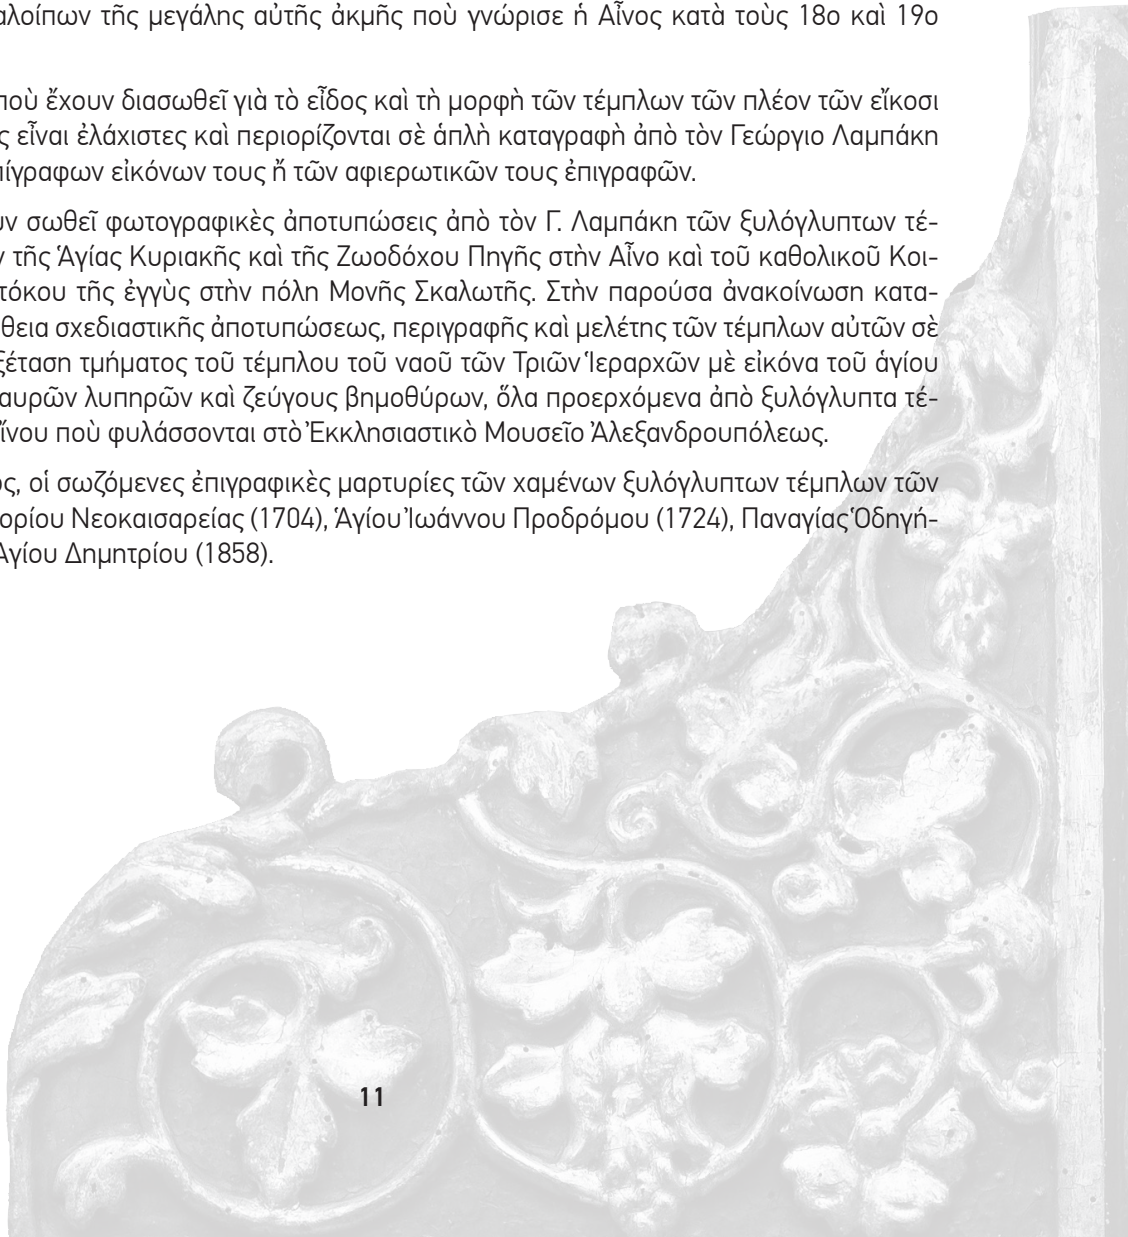 αλοίπων τῆς μεγάλης αὐτῆς ἀκμῆς ποὺ γνώρισε ἡ Αἶνος κατὰ τοὺς 18ο καὶ 19ο
ποὺ ἔχουν διασωθεῖ γιὰ τὸ εἶδος καὶ τὴ μορφὴ τῶν τέμπλων τῶν πλέον τῶν εἴκοσι
ς εἶναι ἐλάχιστες καὶ περιορίζονται σὲ ἁπλὴ καταγραφὴ ἀπὸ τὸν Γεώργιο Λαμπάκη
πίγραφων εἰκόνων τους ἤ τῶν αφιερωτικῶν τους ἐπιγραφῶν.
υν σωθεῖ φωτογραφικὲς ἀποτυπώσεις ἀπὸ τὸν Γ. Λαμπάκη τῶν ξυλόγλυπτων τέ-
ν τῆς Ἁγίας Κυριακῆς καὶ τῆς Ζωοδόχου Πηγῆς στὴν Αἶνο καὶ τοῦ καθολικοῦ Κοι-
τόκου τῆς ἐγγὺς στὴν πόλη Μονῆς Σκαλωτῆς. Στὴν παρούσα ἀνακοίνωση κατα-
θεια σχεδιαστικῆς ἀποτυπώσεως, περιγραφῆς καὶ μελέτης τῶν τέμπλων αὐτῶν σὲ
ξέταση τμήματος τοῦ τέμπλου τοῦ ναοῦ τῶν Τριῶν Ἱεραρχῶν μὲ εἰκόνα τοῦ ἁγίου
αυρῶν λυπηρῶν καὶ ζεύγους βημοθύρων, ὅλα προερχόμενα ἀπὸ ξυλόγλυπτα τέ-
ἴνου ποὺ φυλάσσονται στὸ Ἐκκλησιαστικὸ Μουσεῖο Ἀλεξανδρουπόλεως.
ος, οἱ σωζόμενες ἐπιγραφικὲς μαρτυρίες τῶν χαμένων ξυλόγλυπτων τέμπλων τῶν
ορίου Νεοκαισαρείας (1704), Ἁγίου Ἰωάννου Προδρόμου (1724), Παναγίας Ὁδηγή-
Ἁγίου Δημητρίου (1858).
11